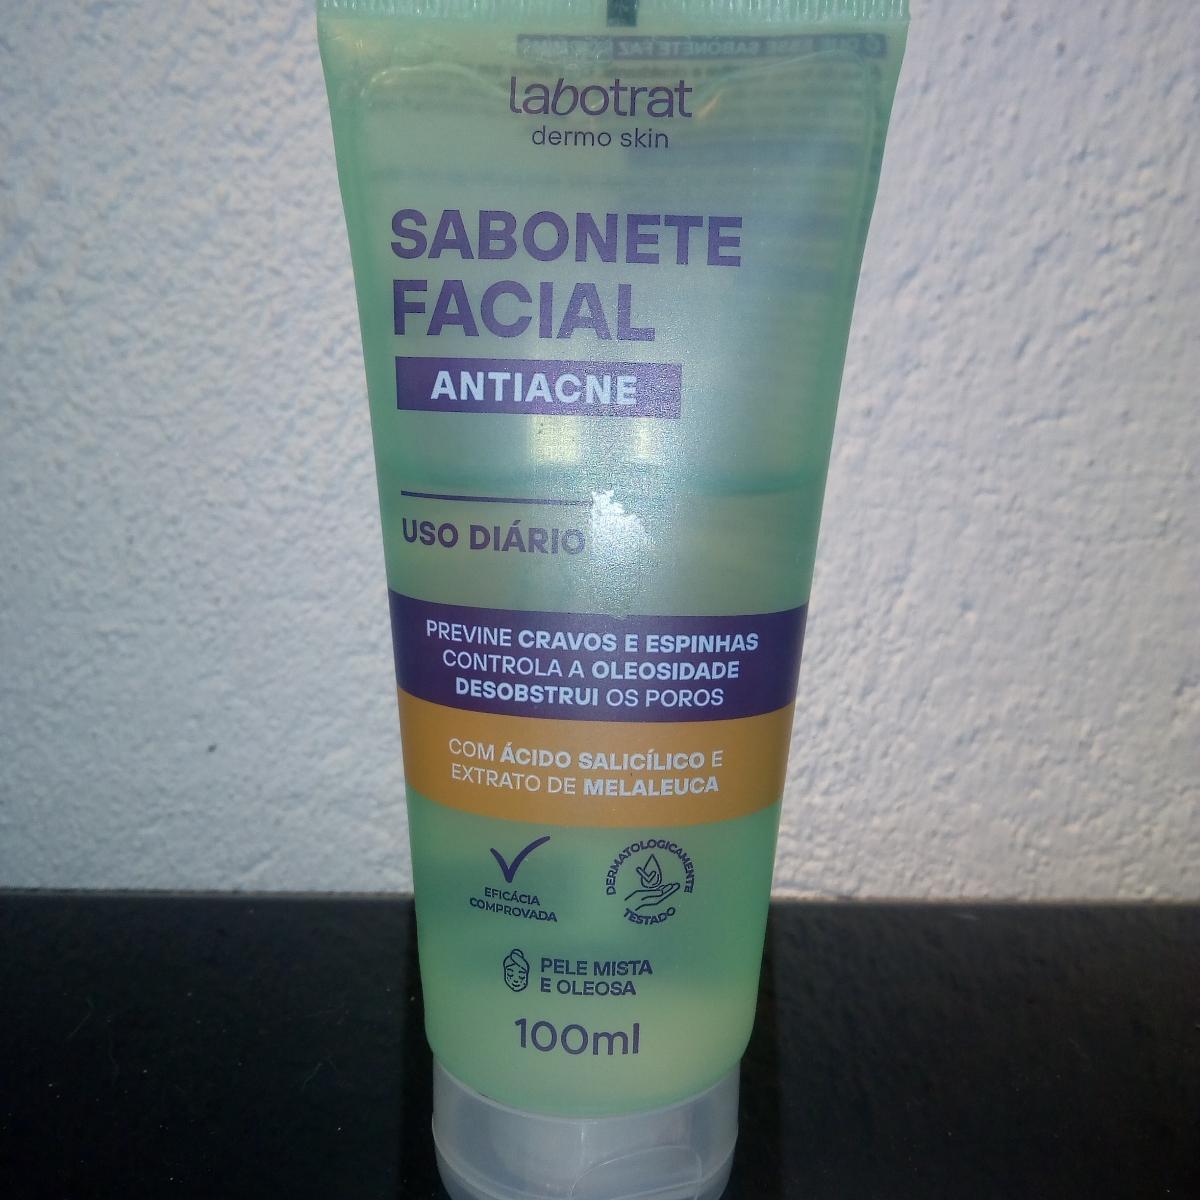 labotrat
dermo skin
SABONETE
FACIAL
ANTIACNE
USO DIÁRIO
PREVINE CRAVOS E ESPINHAS
CONTROLA A OLEOSIDADE
DESOBSTRUI OS POROS
COM ÁCIDO SALICÍLICO E
EXTRATO DE MELALEUCA
EFICÁCIA
COMPROVADA
DERMATOLOGICAMENTE
TESTADO
PELE MISTA
E OLEOSA
100ml